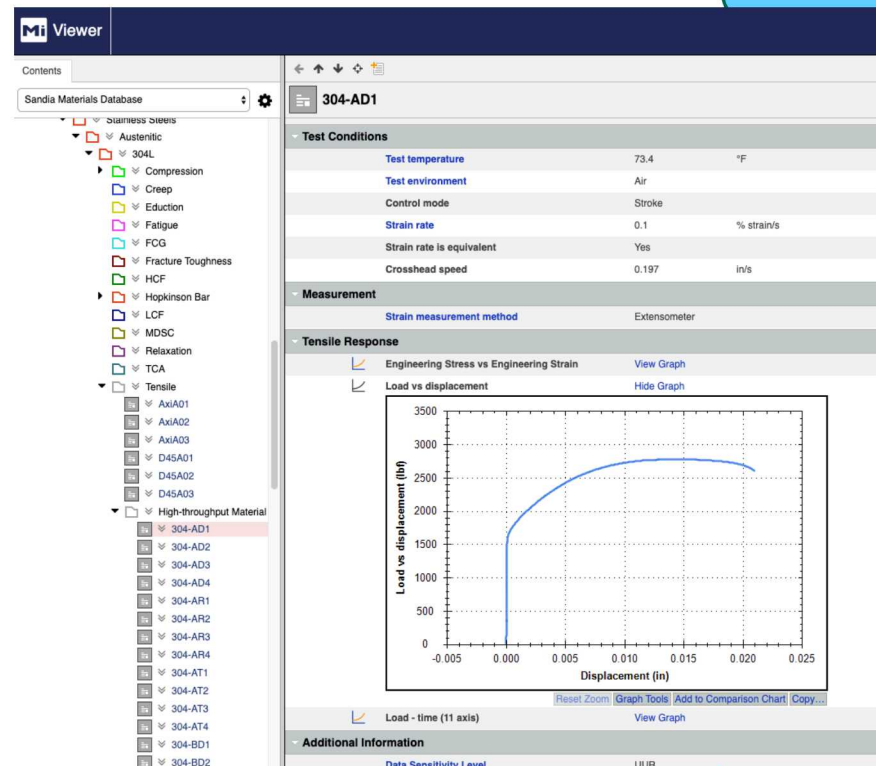 Mi Viewer
Contents
Sandia Materials Database
Stainless Steels
Austenitic
304L
Compression
Creep
Eduction
Fatigue
FCG
Fracture Toughness
HCF
Hopkinson Bar
LCF
MDSC
Relaxation
TCA
Tensile
AxiA01
AxiA02
AxiA03
D45A01
D45A02
D45A03
High-throughput Material
304-AD1
304-AD2
304-AD3
304-AD4
304-AR1
304-AR2
304-AR3
304-AR4
304-AT1
304-AT2
304-AT3
304-AT4
304-BD1
304-BD2
304-AD1
Test Conditions
Test temperature 73.4 °F
Test environment Air
Control mode Stroke
Strain rate 0.1 % strain/s
Strain rate is equivalent Yes
Crosshead speed 0.197 in/s
Measurement
Strain measurement method Extensometer
Tensile Response
Engineering Stress vs Engineering Strain View Graph
Load vs displacement Hide Graph
Load vs displacement (lbf)
3500
3000
2500
2000
1500
1000
500
0
-0.005 0.000 0.005 0.010 0.015 0.020 0.025
Displacement (in)
Reset Zoom Graph Tools Add to Comparison Chart Copy...
Load - time (11 axis) View Graph
Additional Information
Data Sensitivity Level UUR